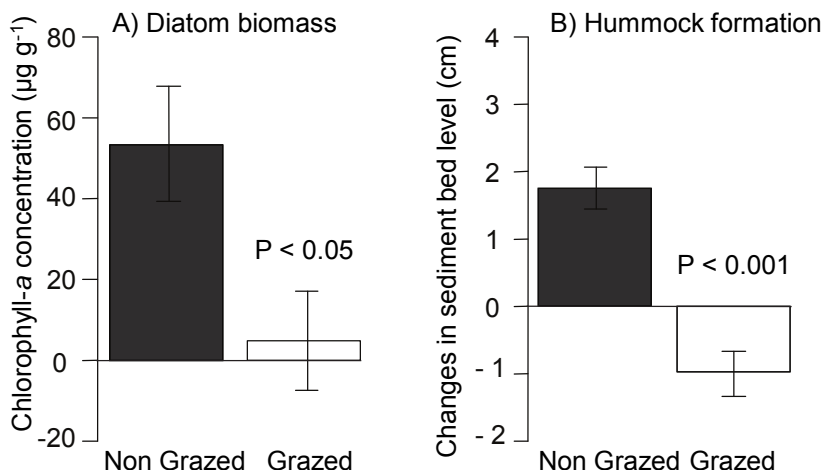 A) Diatom biomass
Chlorophyll-a concentration (µg g⁻¹)
80
60
40
20
0
-20
P < 0.05
Non Grazed Grazed
B) Hummock formation
Changes in sediment bed level (cm)
4
3
2
1
0
- 1
- 2
P < 0.001
Non Grazed Grazed